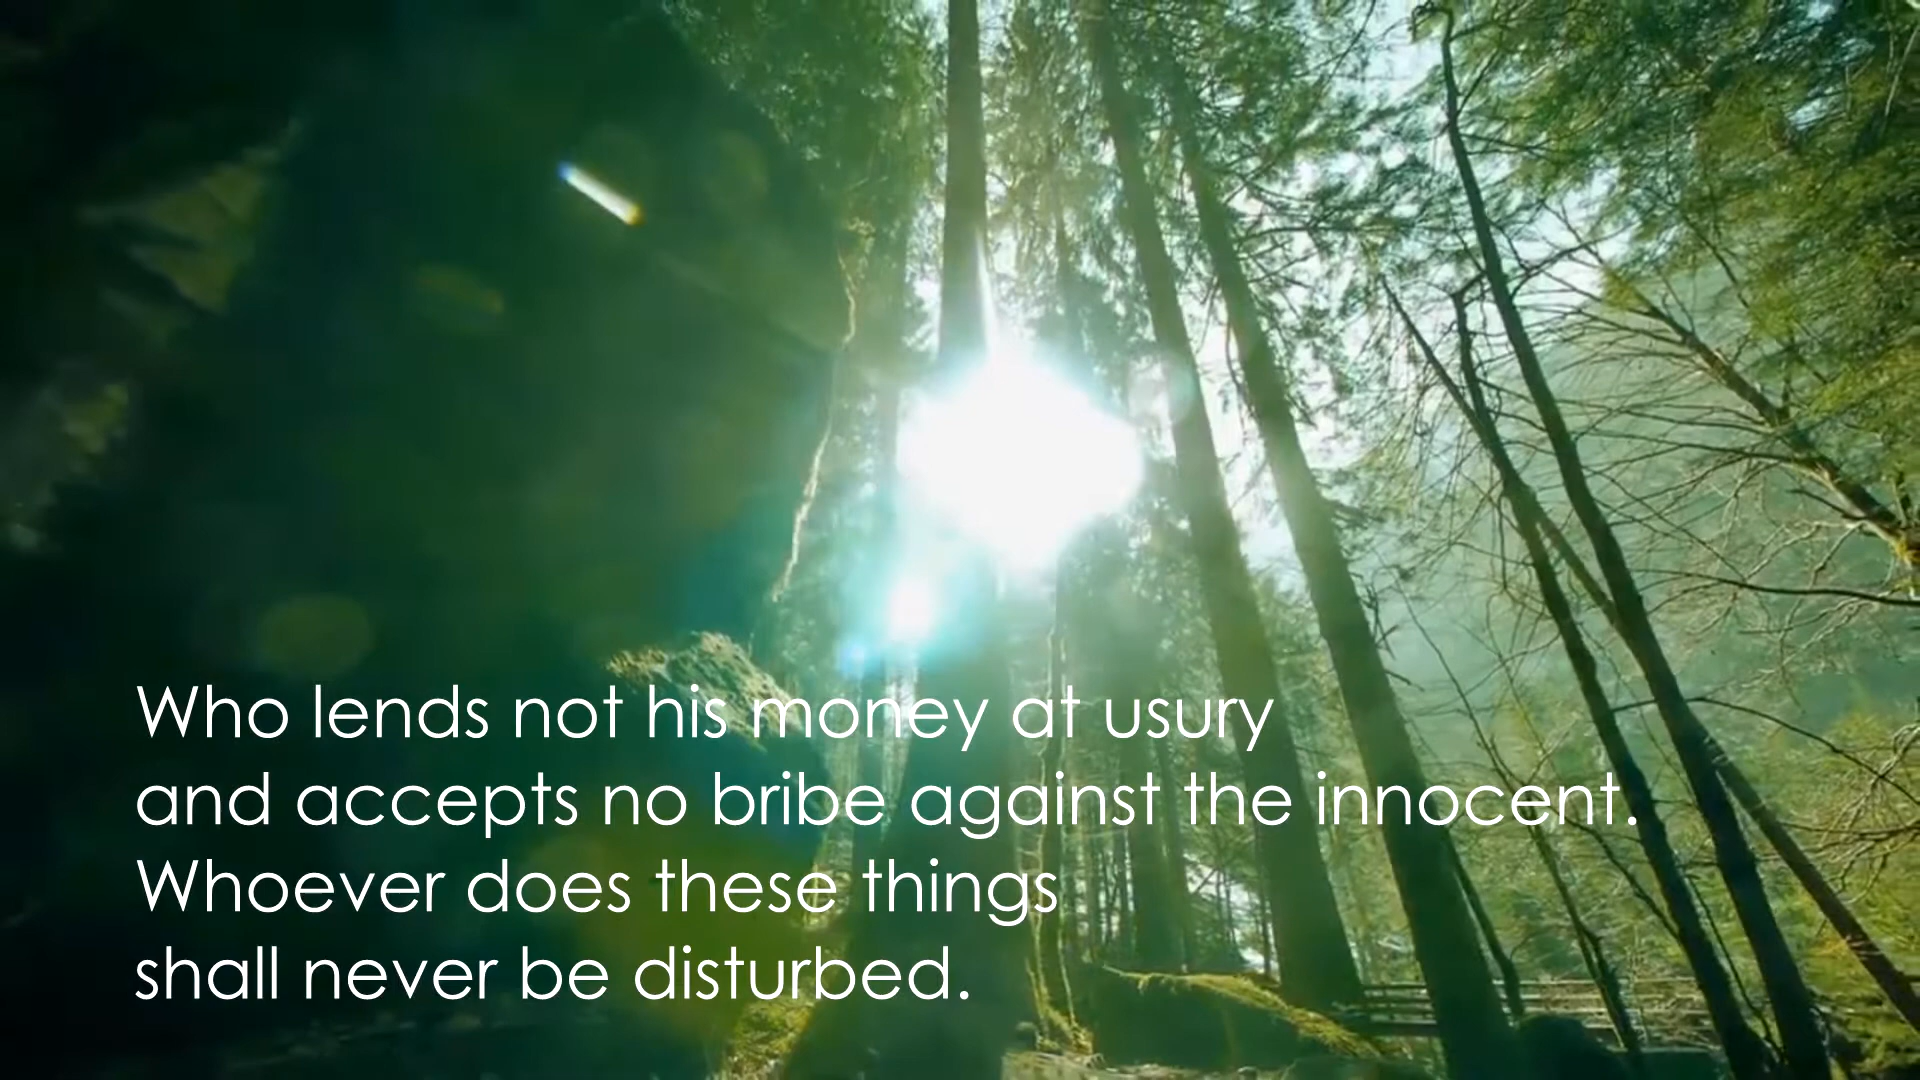 Who lends not his money at usury
and accepts no bribe against the innocent.
Whoever does these things
shall never be disturbed.